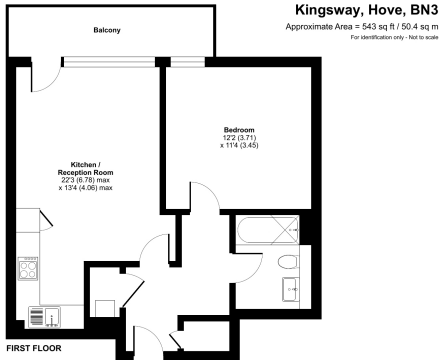 Kingsway, Hove, BN3
Approximate Area = 543 sq ft / 50.4 sq m
For identification only - Not to scale
Balcony
Bedroom
12'2 (3.71)
x 11'4 (3.45)
Kitchen /
Reception Room
22'3 (6.78) max
x 13'4 (4.06) max
FIRST FLOOR